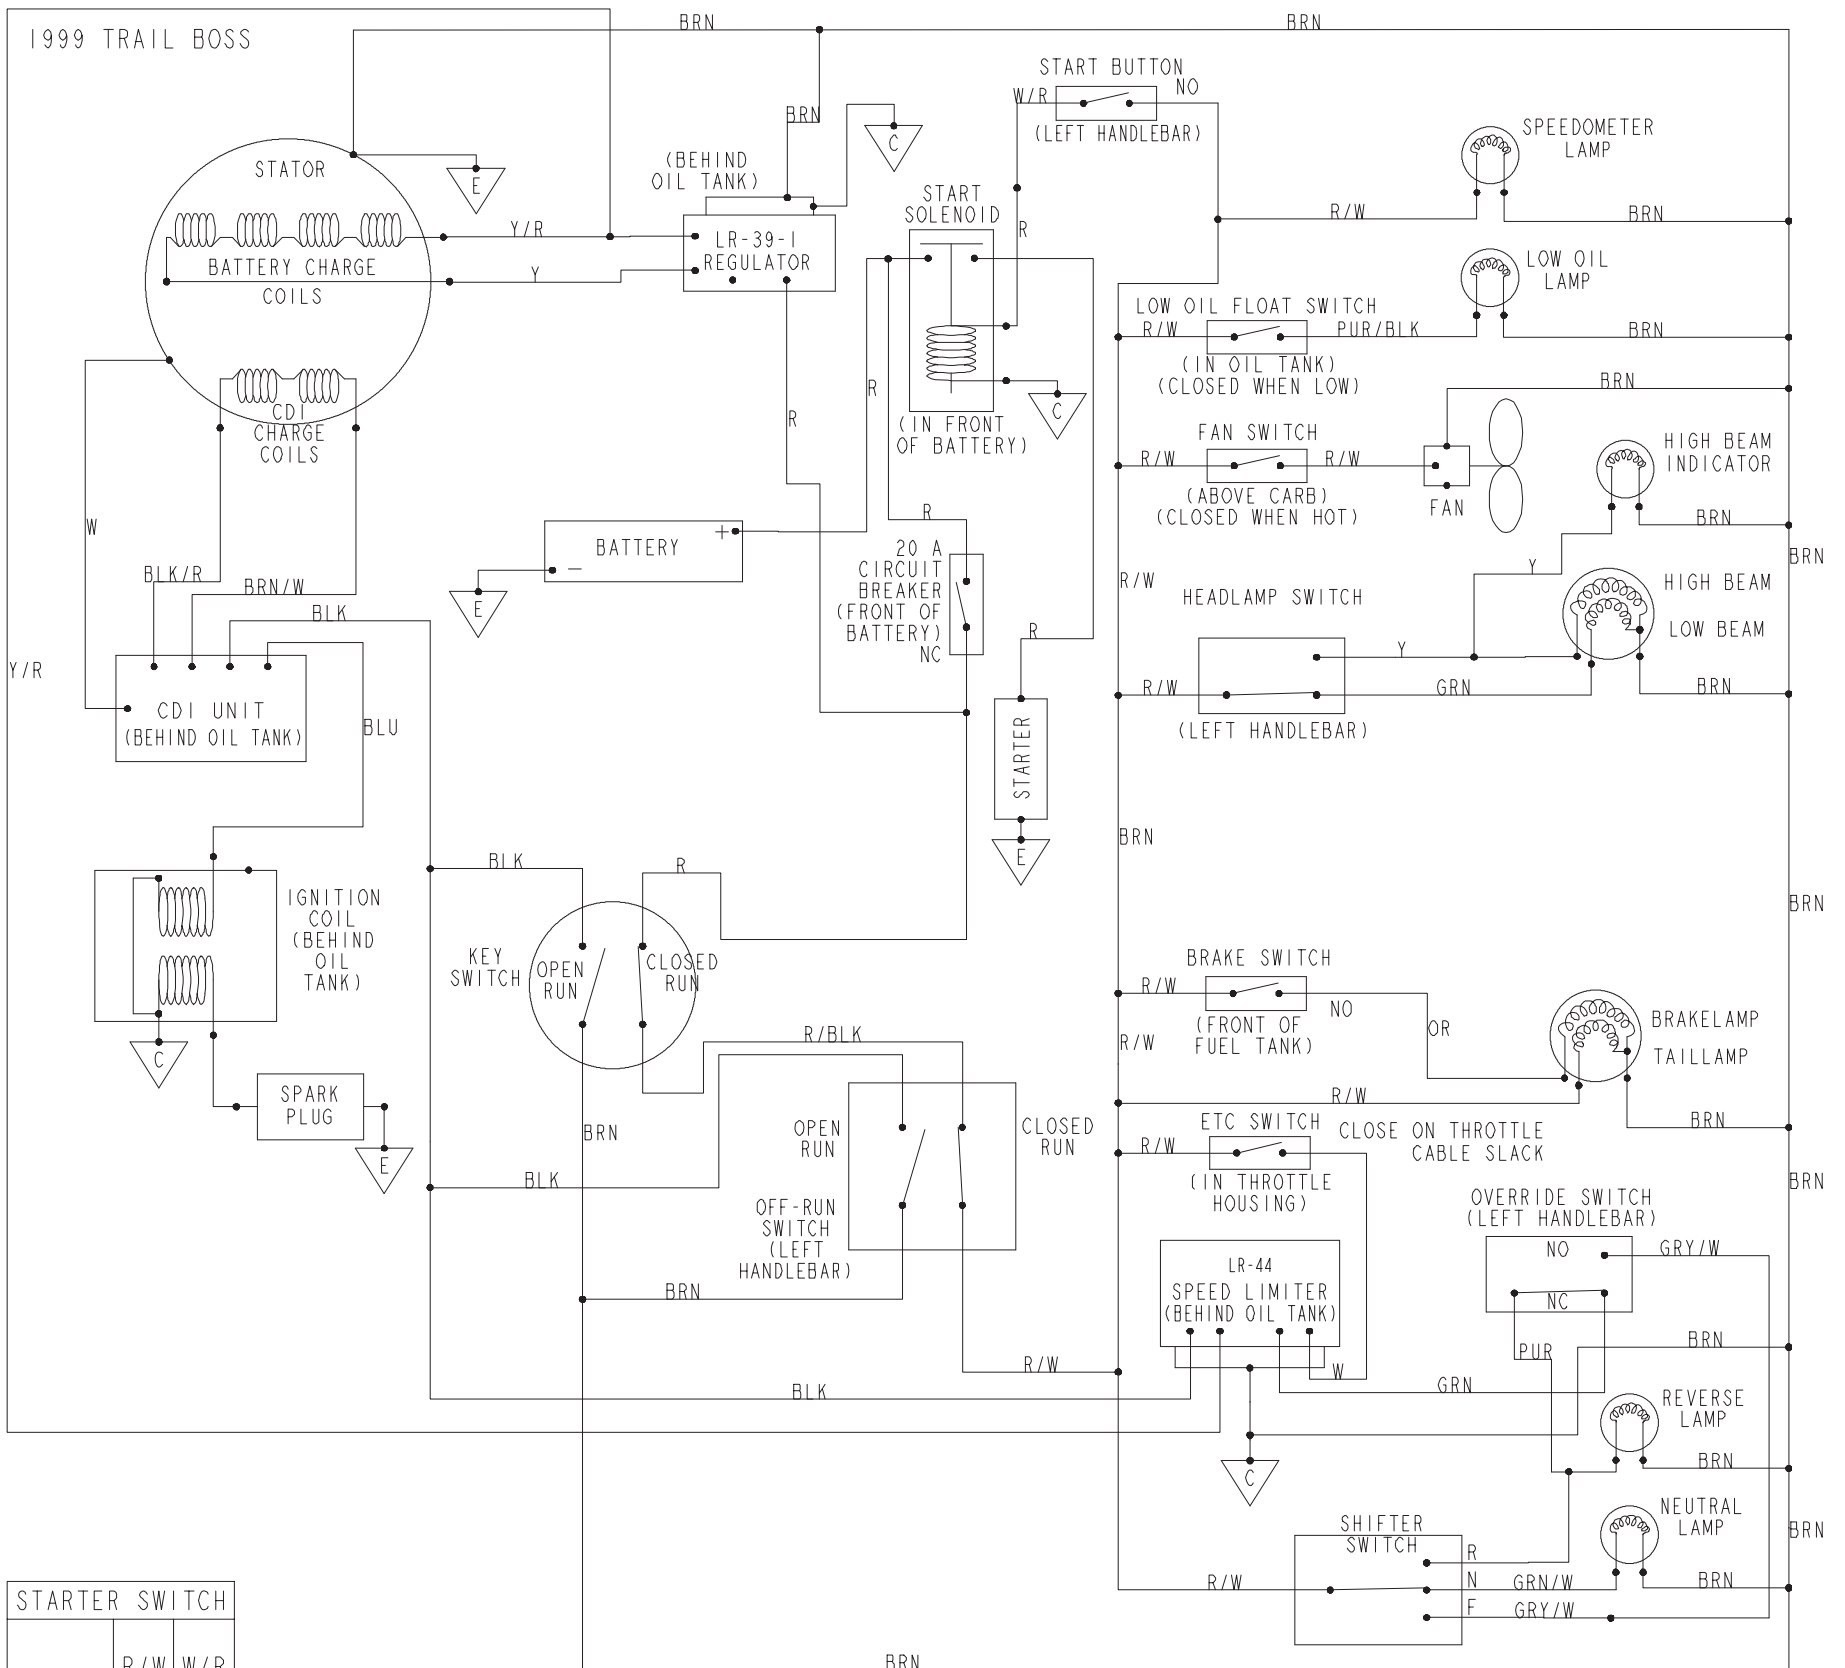 1999 TRAIL BOSS
BRN
BRN
START BUTTON
NO
W/R
(LEFT HANDLEBAR)
BRN
C
SPEEDOMETER
LAMP
STATOR
E
(BEHIND
OIL TANK)
START
SOLENOID
R/W
BRN
Y/R
LR-39-1
REGULATOR
R
BATTERY CHARGE
COILS
Y
LOW OIL
LAMP
LOW OIL FLOAT SWITCH
R/W
PUR/BLK
BRN
(IN OIL TANK)
(CLOSED WHEN LOW)
R
BRN
C
CDI
CHARGE
COILS
R
(IN FRONT
OF BATTERY)
FAN SWITCH
R/W
R/W
(ABOVE CARB)
(CLOSED WHEN HOT)
FAN
HIGH BEAM
INDICATOR
BRN
W
R
BATTERY
+
−
E
20 A
CIRCUIT
BREAKER
(FRONT OF
BATTERY)
NC
R
BRN
Y
BLK/R
BRN/W
BLK
R/W
HEADLAMP SWITCH
HIGH BEAM
LOW BEAM
Y/R
Y
R/W
GRN
BRN
(LEFT HANDLEBAR)
CDI UNIT
(BEHIND OIL TANK)
BLU
STARTER
E
BRN
BLK
R
IGNITION
COIL
(BEHIND
OIL
TANK)
C
BRN
KEY
SWITCH
OPEN
RUN
CLOSED
RUN
BRAKE SWITCH
R/W
NO
(FRONT OF
FUEL TANK)
OR
BRAKELAMP
TAILLAMP
R/BLK
R/W
SPARK
PLUG
E
R/W
BRN
BRN
OPEN
RUN
CLOSED
RUN
ETC SWITCH
R/W
CLOSE ON THROTTLE
CABLE SLACK
(IN THROTTLE
HOUSING)
BRN
BLK
OFF-RUN
SWITCH
(LEFT
HANDLEBAR)
OVERRIDE SWITCH
(LEFT HANDLEBAR)
NO
GRY/W
NC
LR-44
SPEED LIMITER
(BEHIND OIL TANK)
BRN
PUR
BRN
R/W
W
GRN
BLK
REVERSE
LAMP
BRN
C
NEUTRAL
LAMP
BRN
SHIFTER
SWITCH
R
N
F
R/W
GRN/W
BRN
GRY/W
STARTER SWITCH
R/W
W/R
BRN